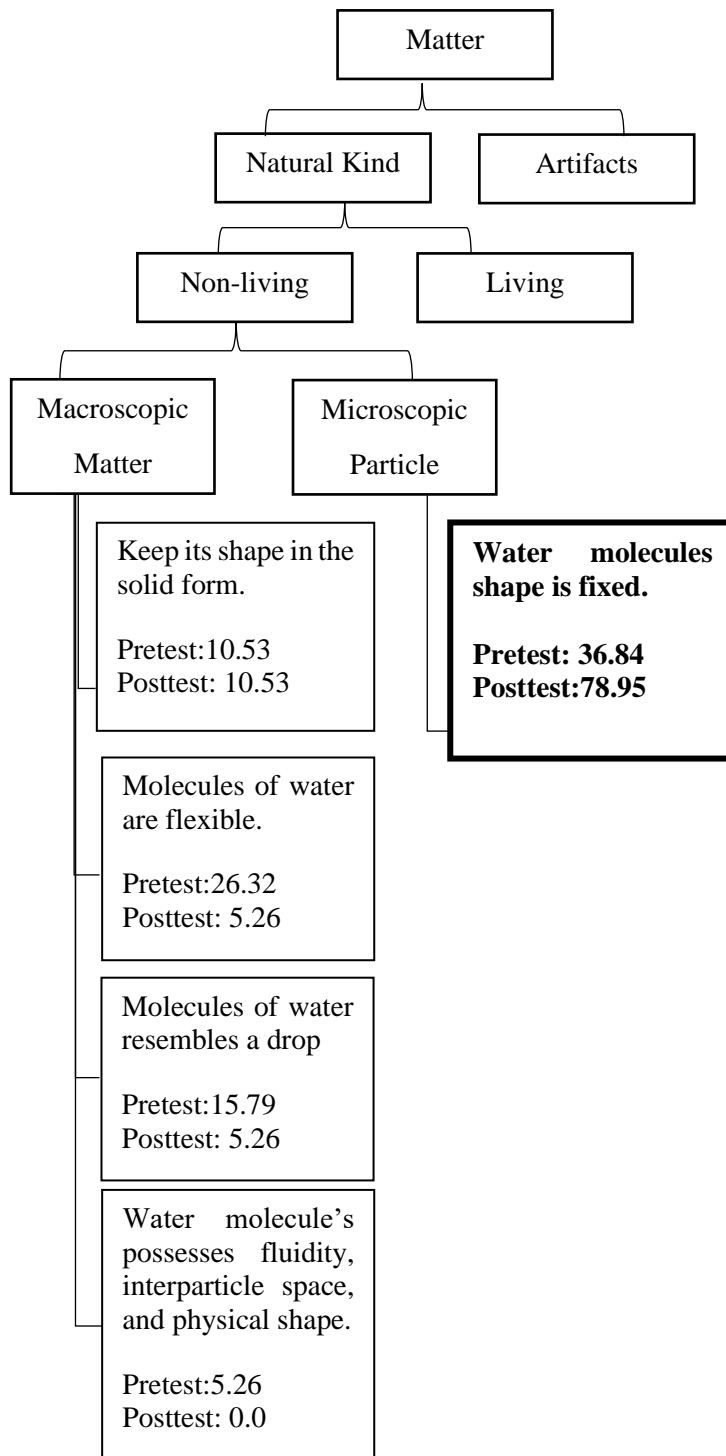 Matter
Natural Kind
Artifacts
Non-living
Living
Macroscopic
Matter
Microscopic
Particle
Keep its shape in the
solid form.
Pretest:10.53
Posttest: 10.53
Water molecules
shape is fixed.
Pretest: 36.84
Posttest:78.95
Molecules of water
are flexible.
Pretest:26.32
Posttest: 5.26
Molecules of water
resembles a drop
Pretest:15.79
Posttest: 5.26
Water molecule’s
possesses fluidity,
interparticle space,
and physical shape.
Pretest:5.26
Posttest: 0.0